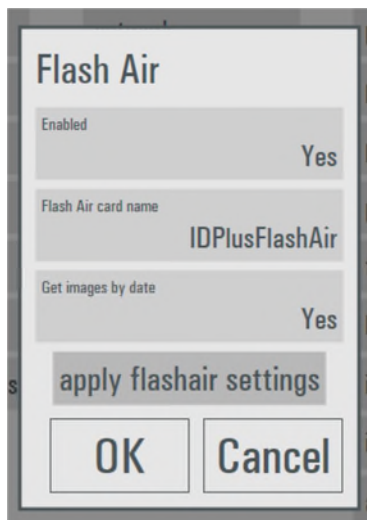 Flash Air
Enabled
Yes
Flash Air card name
IDPlusFlashAir
Get images by date
Yes
apply flashair settings
OK
Cancel